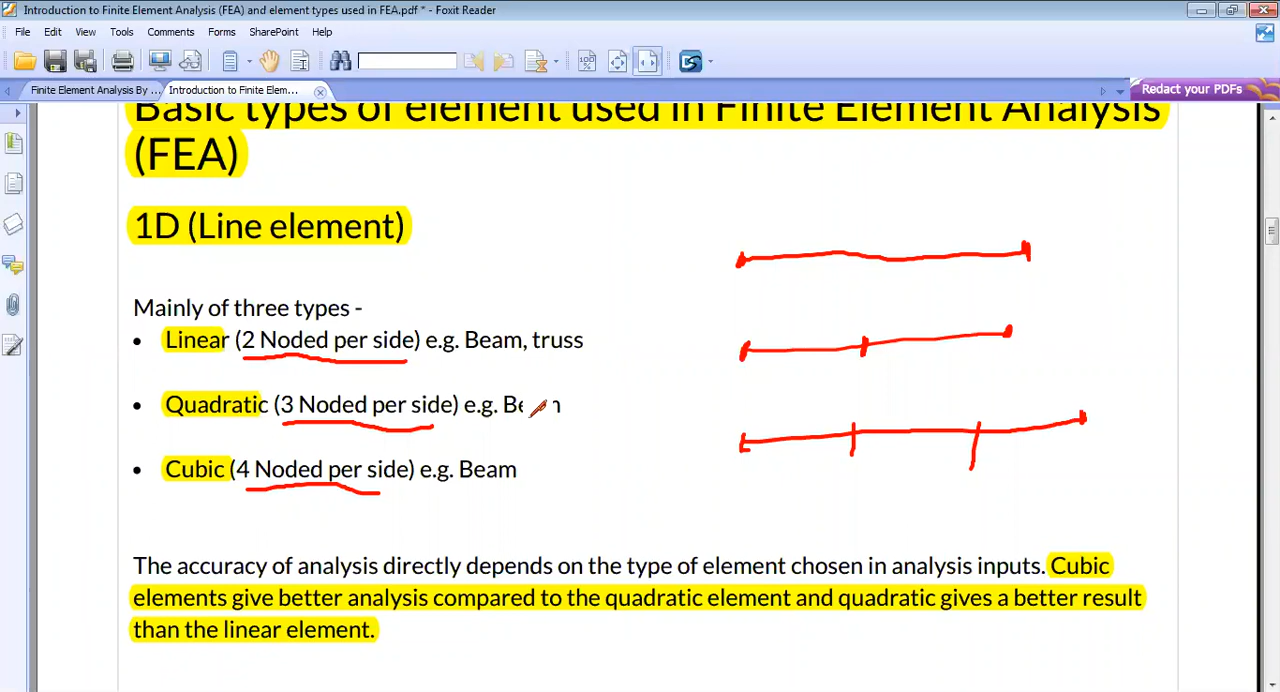 Introduction to Finite Element Analysis (FEA) and element types used in FEA.pdf * - Foxit Reader
File Edit View Tools Comments Forms SharePoint Help
Finite Element Analysis By ... Introduction to Finite Elem... Redact your PDFs
Basic types of element used in Finite Element Analysis
(FEA)
1D (Line element)
Mainly of three types -
• Linear (2 Noded per side) e.g. Beam, truss
• Quadratic (3 Noded per side) e.g.
• Cubic (4 Noded per side) e.g. Beam
The accuracy of analysis directly depends on the type of element chosen in analysis inputs. Cubic
elements give better analysis compared to the quadratic element and quadratic gives a better result
than the linear element.